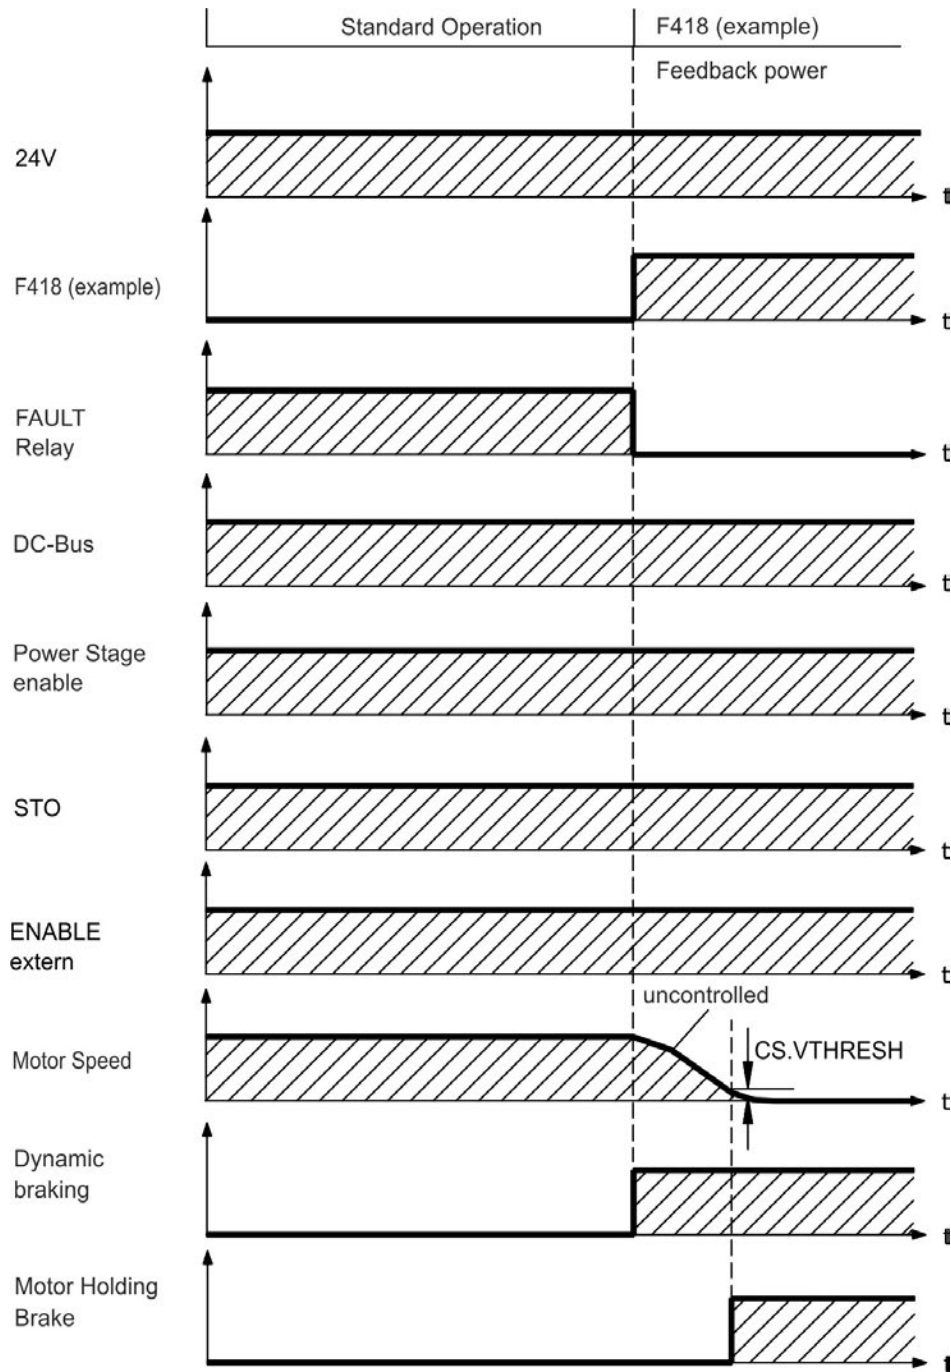 Standard Operation
F418 (example)
Feedback power
24V
t
F418 (example)
t
FAULT
Relay
t
DC-Bus
t
Power Stage
enable
t
STO
t
ENABLE
extern
t
uncontrolled
CS.VTHRESH
Motor Speed
t
Dynamic
braking
t
Motor Holding
Brake
t